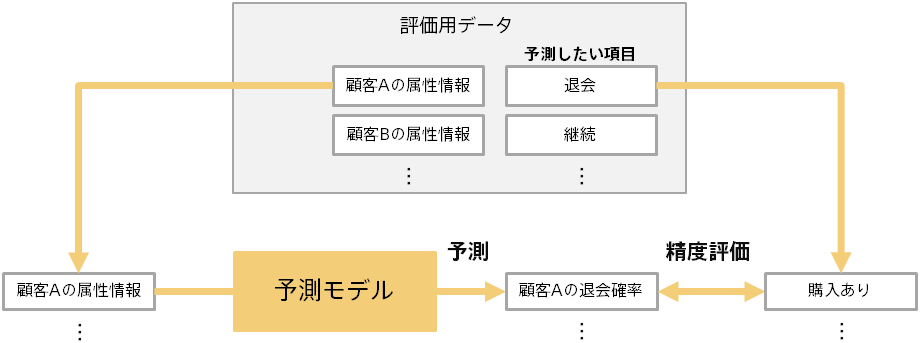 評価用データ
予測したい項目
顧客Aの属性情報
退会
顧客Bの属性情報
継続
⋮
⋮
予測
精度評価
顧客Aの属性情報
予測モデル
顧客Aの退会確率
購入あり
⋮
⋮
⋮